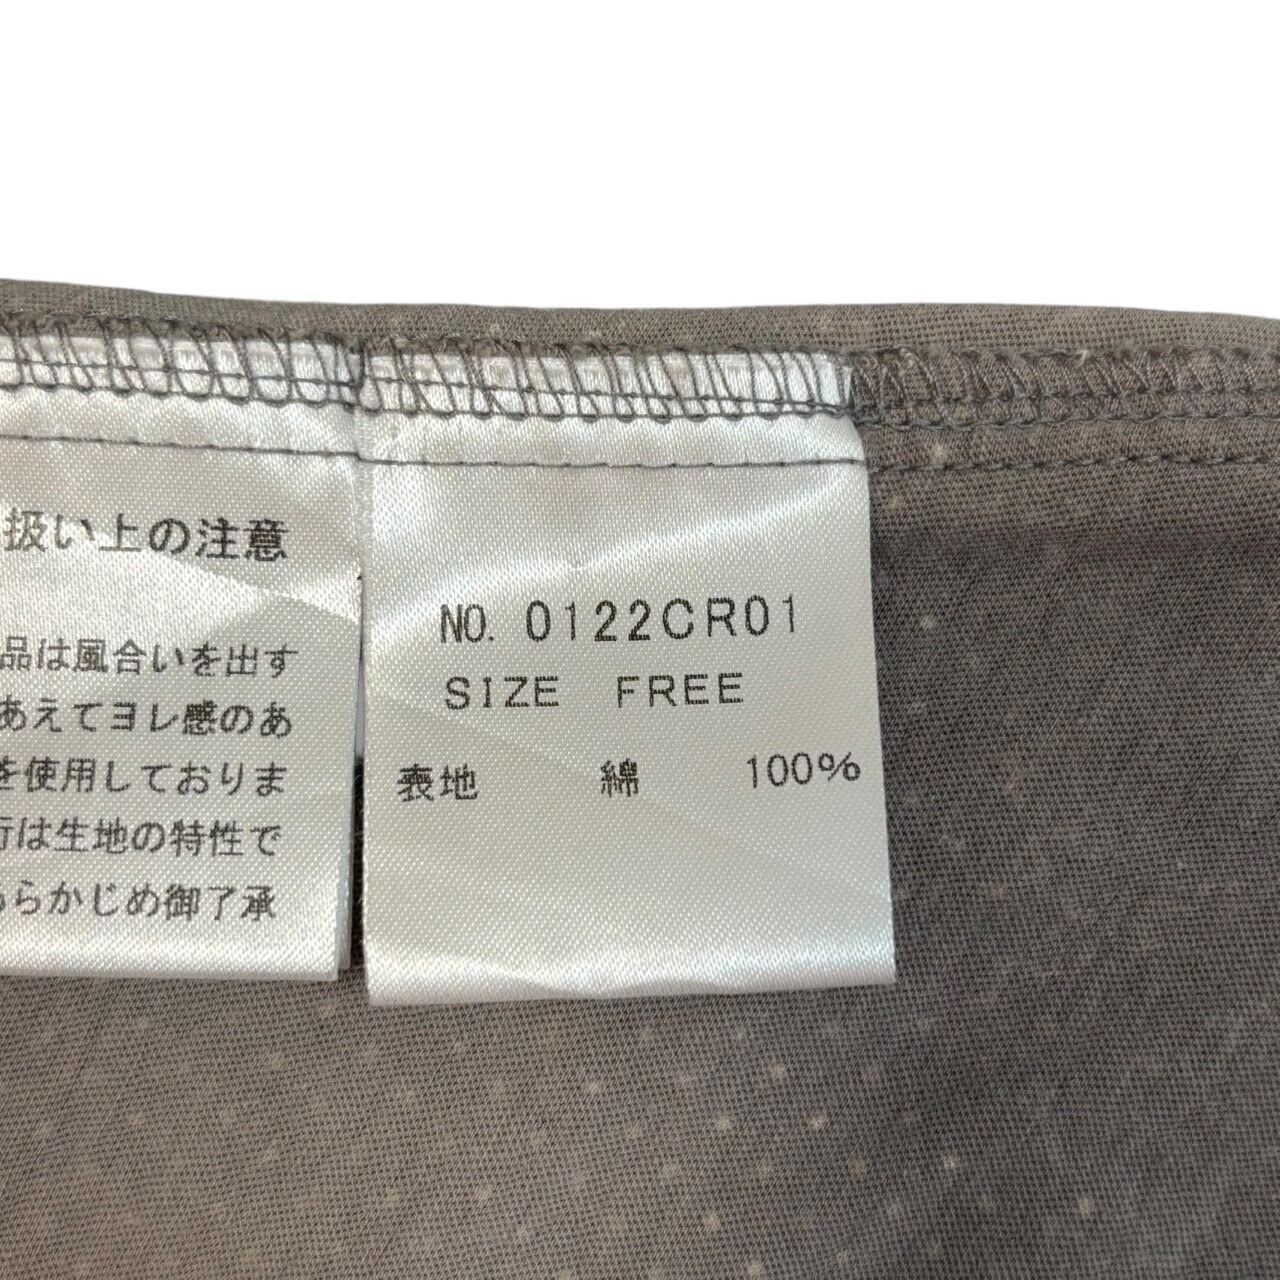 扱い上の注意
品は風合いを出す
あえてヨレ感のあ
を使用しておりま
行は生地の特性で
らかじめ御了承
NO. 0122CR01
SIZE FREE
表地 綿 100%